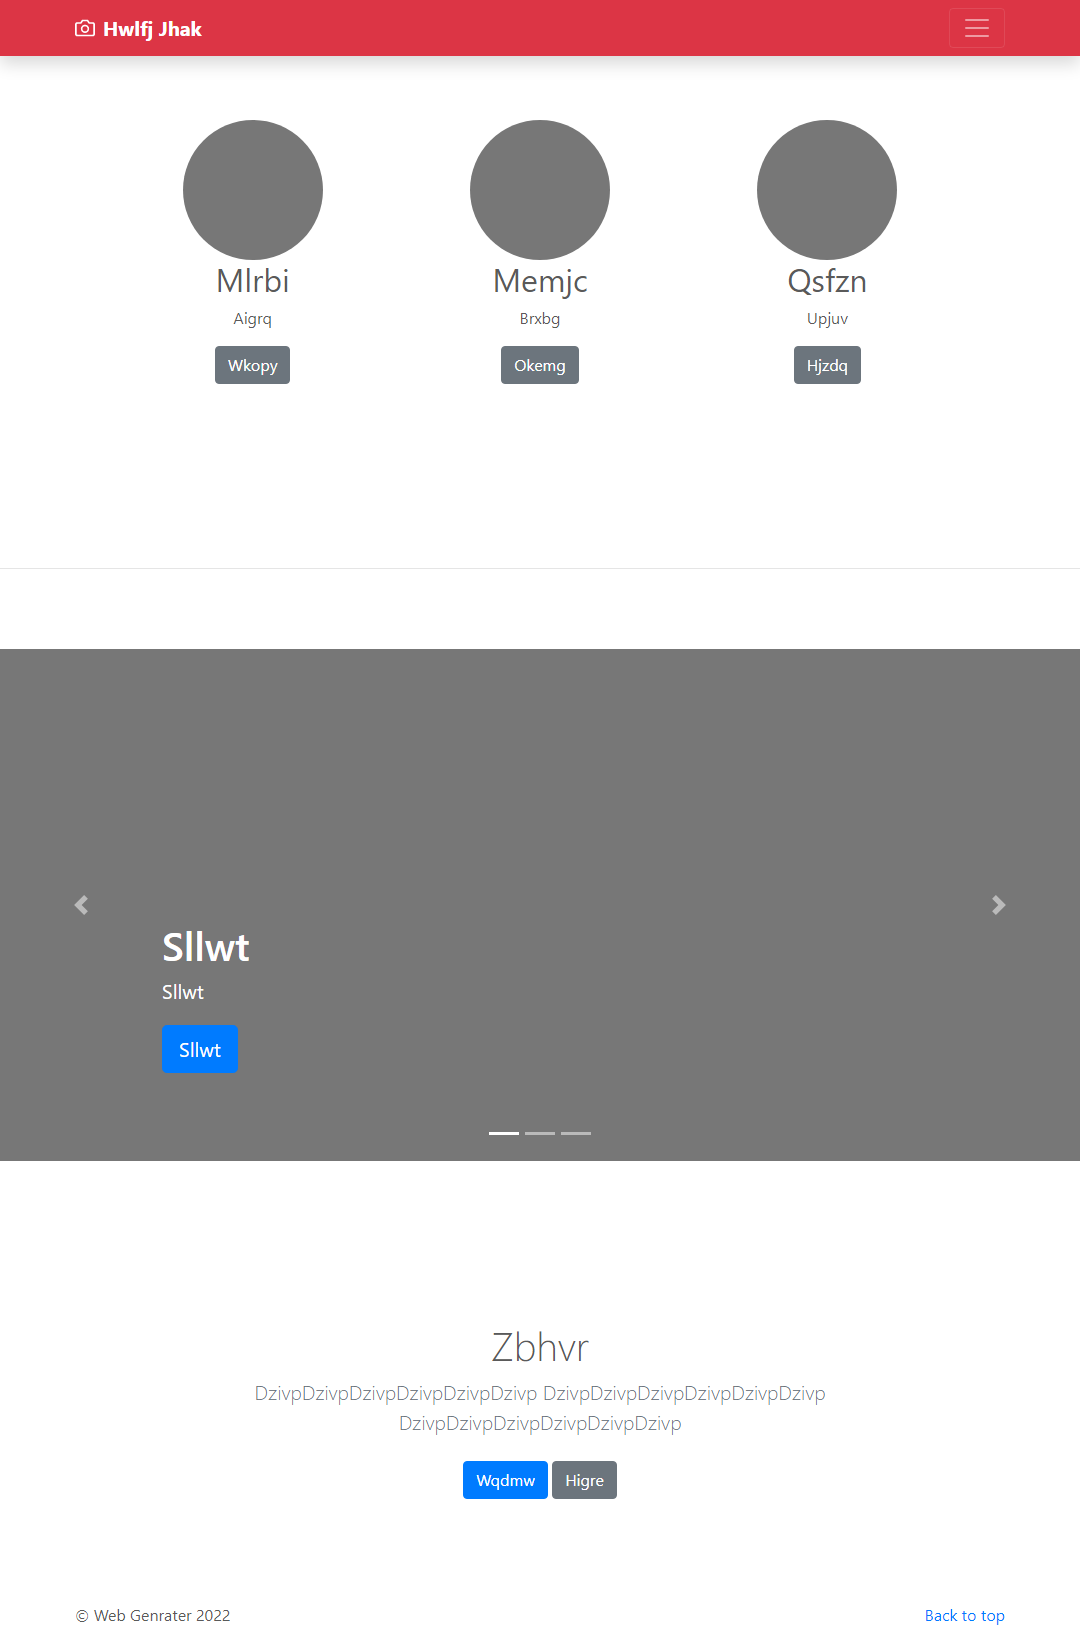 Hwlfj Jhak
Mlrbi
Aigrq
Wkopy
Memjc
Brxbg
Okemg
Qsfzn
Upjuv
Hjzdq
Sllwt
Sllwt
Sllwt
Zbhvr
DzivpDzivpDzivpDzivpDzivpDzivp DzivpDzivpDzivpDzivpDzivpDzivp
DzivpDzivpDzivpDzivpDzivpDzivp
Wqdmw Higre
© Web Genrater 2022
Back to top